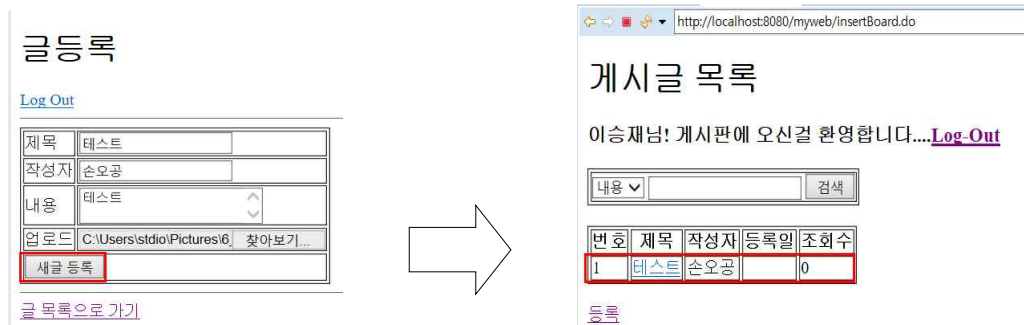 글등록
Log Out
제목 테스트
작성자 손오공
내용 테스트
업로드 C:\Users\stdio\Pictures\6_ 찾아보기...
새글 등록
글 목록으로 가기
http://localhost:8080/myweb/insertBoard.do
게시글 목록
이승재님! 게시판에 오신걸 환영합니다....Log-Out
내용 검색
번호 제목 작성자 등록일 조회수
1 테스트 손오공 0
등록